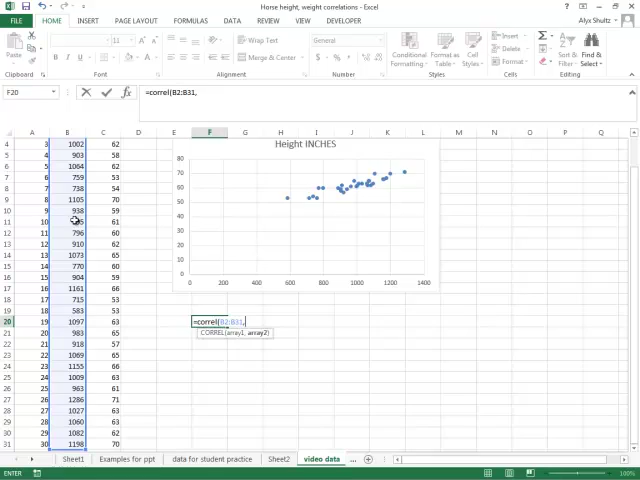 Horse height, weight correlations - Excel
Alyx Shultz
FILE HOME INSERT PAGE LAYOUT FORMULAS DATA REVIEW VIEW DEVELOPER
Paste
11
Wrap Text
General
Insert
Delete
Format
Merge & Center
Conditional Formatting
Format as Table
Cell Styles
Sort & Filter
Find & Select
Clipboard Font Alignment Number Styles Cells Editing
F20
=correl(B2:B31,
A B C D E F G H I J K L M N O P Q
4 3 1002 62
5 4 903 58
6 5 1064 62
7 6 759 53
8 7 738 54
9 8 1105 70
10 9 938 59
11 10 61
12 11 796 60
13 12 910 62
14 13 1073 65
15 14 770 60
16 15 904 59
17 16 1161 66
18 17 715 53
19 18 583 53
20 19 1097 63
21 20 983 65
22 21 918 57
23 22 1069 65
24 23 1155 66
25 24 1009 63
26 25 963 61
27 26 1286 71
28 27 1027 63
29 28 1060 63
30 29 1082 62
31 30 1198 70
Height INCHES
80
70
60
50
40
30
20
10
0
0 200 400 600 800 1000 1200 1400
=correl(B2:B31,
CORREL(array1, array2)
Sheet1 Examples for ppt data for student practice Sheet2 video data ...
ENTER
100%